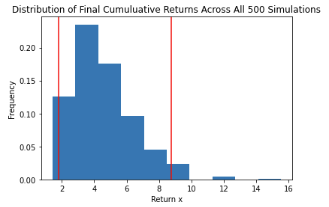 Distribution of Final Cumuluative Returns Across All 500 Simulations
0.20
0.15
0.10
0.05
0.00
Frequency
2 4 6 8 10 12 14 16
Return x